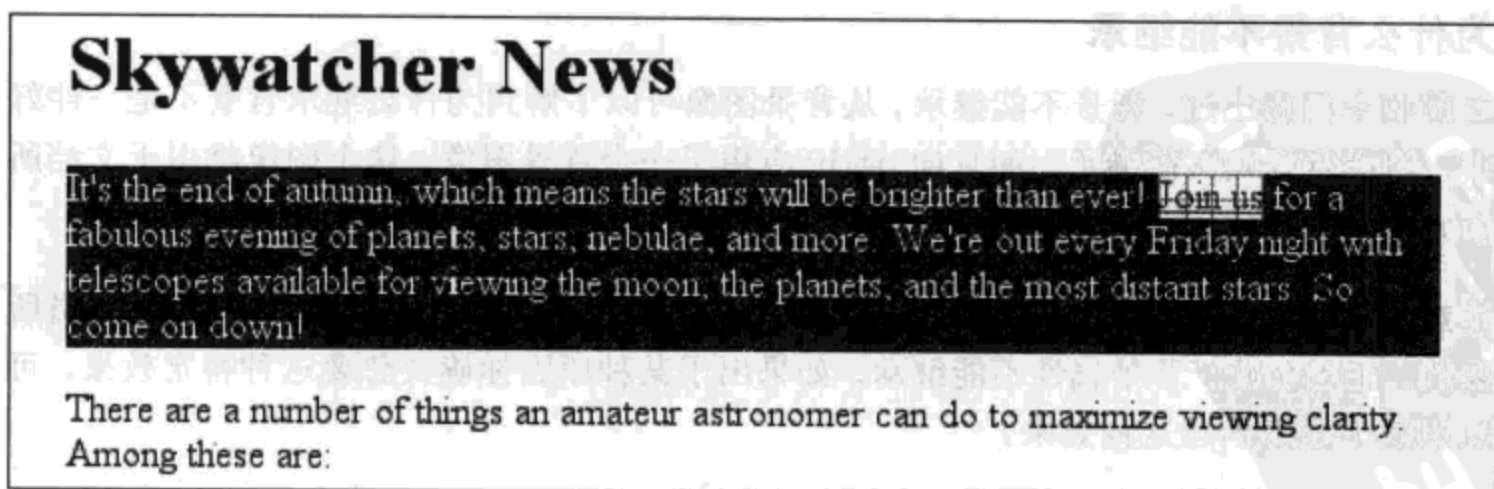 Skywatcher News
It's the end of autumn, which means the stars will be brighter than ever! Join us for a
fabulous evening of planets, stars, nebulae, and more. We're out every Friday night with
telescopes available for viewing the moon, the planets, and the most distant stars. So
come on down!
There are a number of things an amateur astronomer can do to maximize viewing clarity.
Among these are: